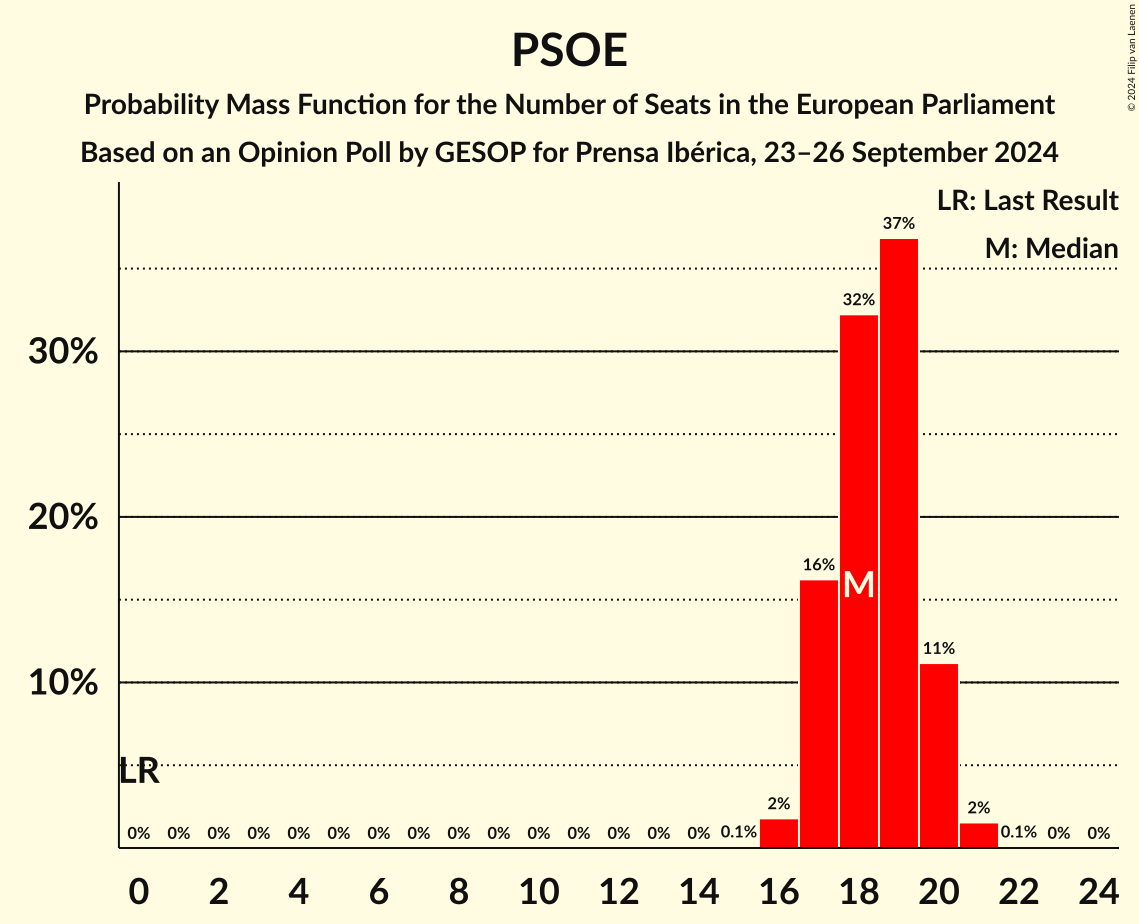 PSOE
Probability Mass Function for the Number of Seats in the European Parliament
Based on an Opinion Poll by GESOP for Prensa Ibérica, 23–26 September 2024
© 2024 Filip van Laenen
LR: Last Result
M: Median
37%
32%
30%
20%
16%
M
11%
10%
LR
0% 0% 0% 0% 0% 0% 0% 0% 0% 0% 0% 0% 0% 0% 0% 0.1% 2% 2% 0.1% 0% 0%
0 2 4 6 8 10 12 14 16 18 20 22 24